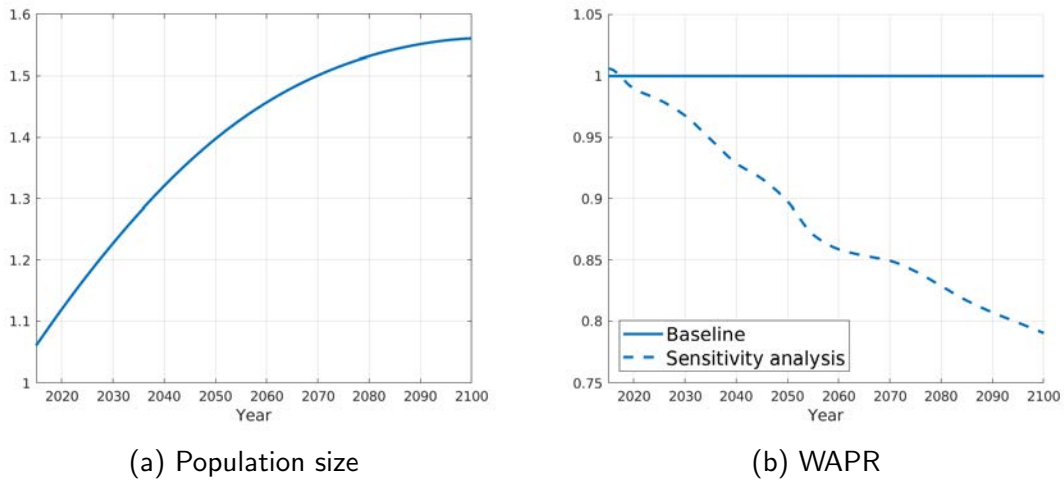 1.6
1.5
1.4
1.3
1.2
1.1
1
2020 2030 2040 2050 2060 2070 2080 2090 2100
Year
(a) Population size
1.05
1
0.95
0.9
0.85
0.8
0.75
Baseline
Sensitivity analysis
2020 2030 2040 2050 2060 2070 2080 2090 2100
Year
(b) WAPR